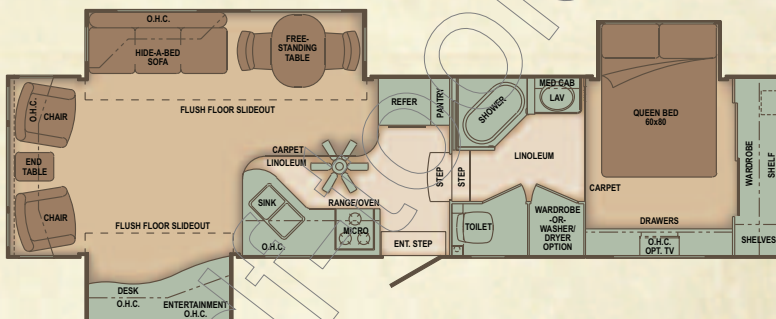 O.H.C.
HIDE-A-BED
SOFA
FREE-
STANDING
TABLE
FLUSH FLOOR SLIDEOUT
O.H.C.
CHAIR
END
TABLE
CHAIR
FLUSH FLOOR SLIDEOUT
DESK
O.H.C.
ENTERTAINMENT
O.H.C.
CARPET
LINOLEUM
SINK
O.H.C.
RANGE/OVEN
MICRO
REFER
PANTRY
STEP
STEP
ENT. STEP
SHOWER
MED CAB
LAV
LINOLEUM
TOILET
WARDROBE
-OR-
WASHER/
DRYER
OPTION
QUEEN BED
60x80
CARPET
DRAWERS
O.H.C.
OPT. TV
WARDROBE
SHELF
SHELVES